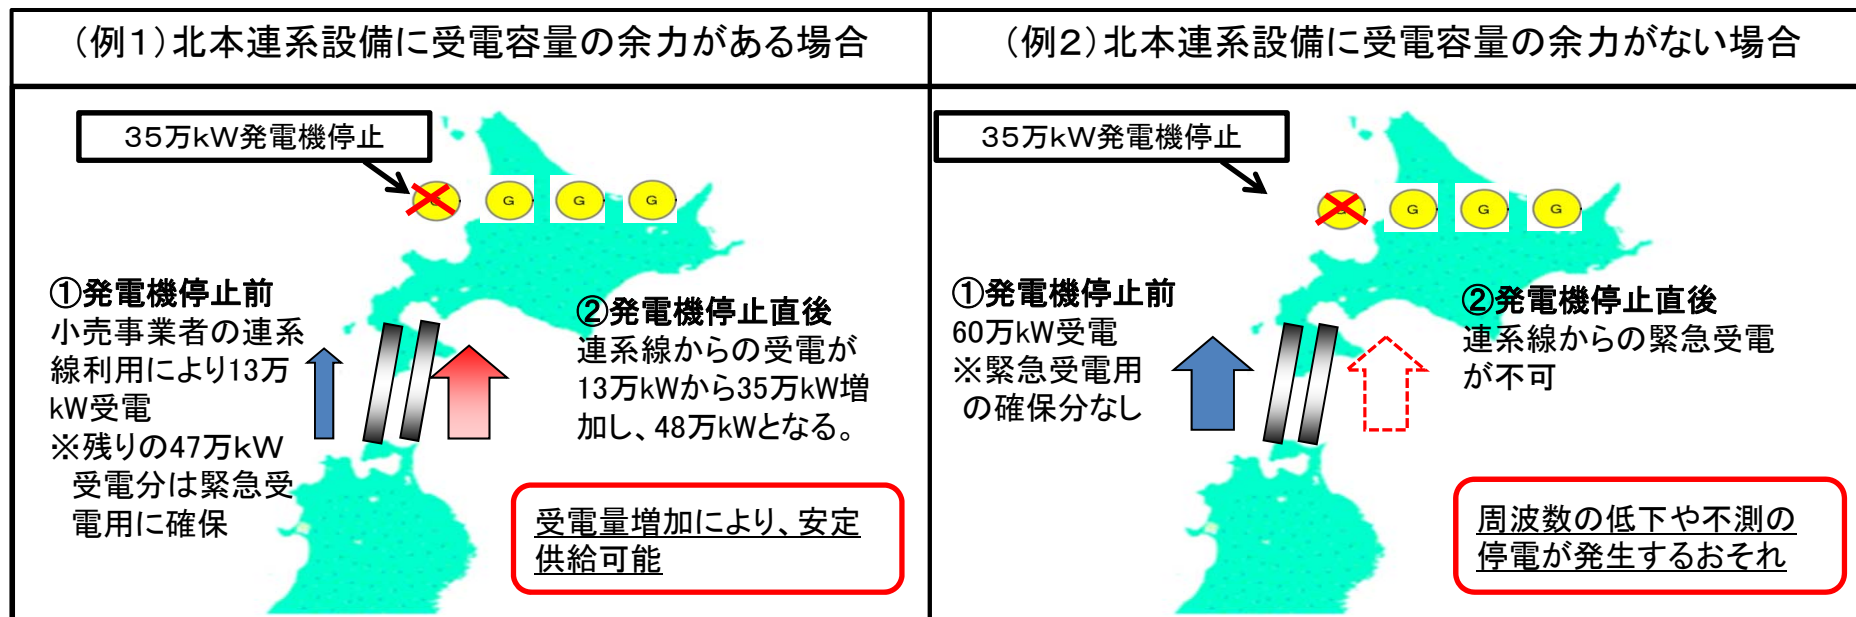 (例1)北本連系設備に受電容量の余力がある場合
35万kW発電機停止
G
G
G
①発電機停止前
小売事業者の連系
線利用により13万
kW受電
※残りの47万kW
受電分は緊急受
電用に確保
②発電機停止直後
連系線からの受電が
13万kWから35万kW増
加し、48万kWとなる。
受電量増加により、安定
供給可能
(例2)北本連系設備に受電容量の余力がない場合
35万kW発電機停止
G
G
G
①発電機停止前
60万kW受電
※緊急受電用
の確保分なし
②発電機停止直後
連系線からの緊急受電
が不可
周波数の低下や不測の
停電が発生するおそれ